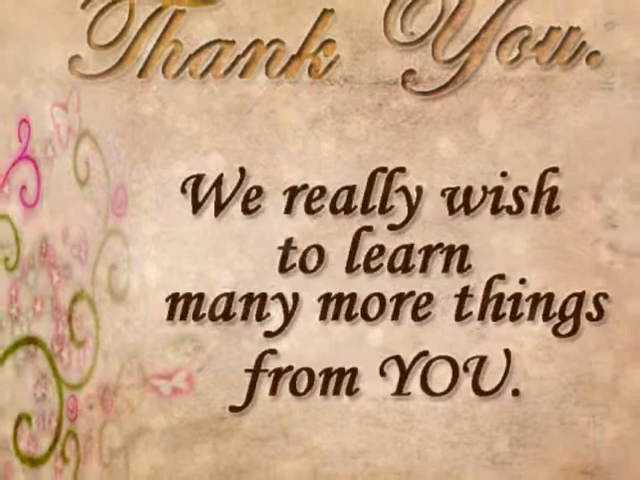 Thank You.
We really wish
to learn
many more things
from YOU.